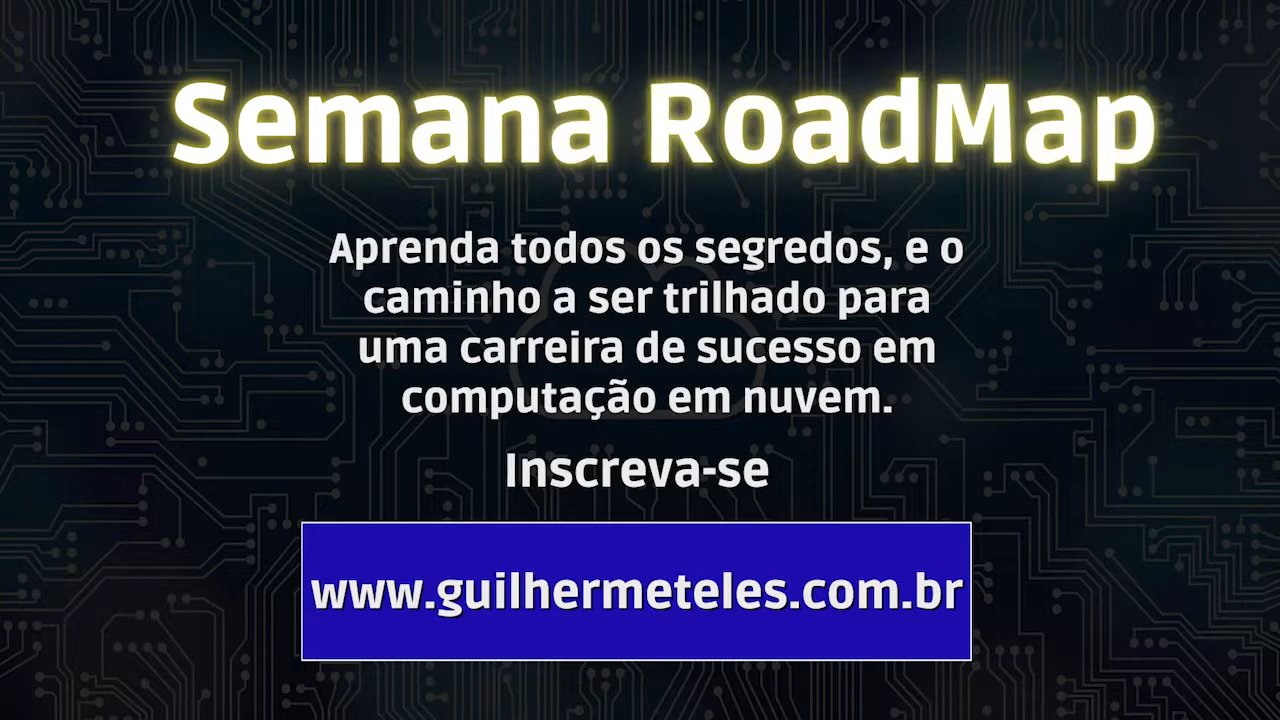 Semana RoadMap
Aprenda todos os segredos, e o
caminho a ser trilhado para
uma carreira de sucesso em
computação em nuvem.
Inscreva-se
www.guilhermeteles.com.br